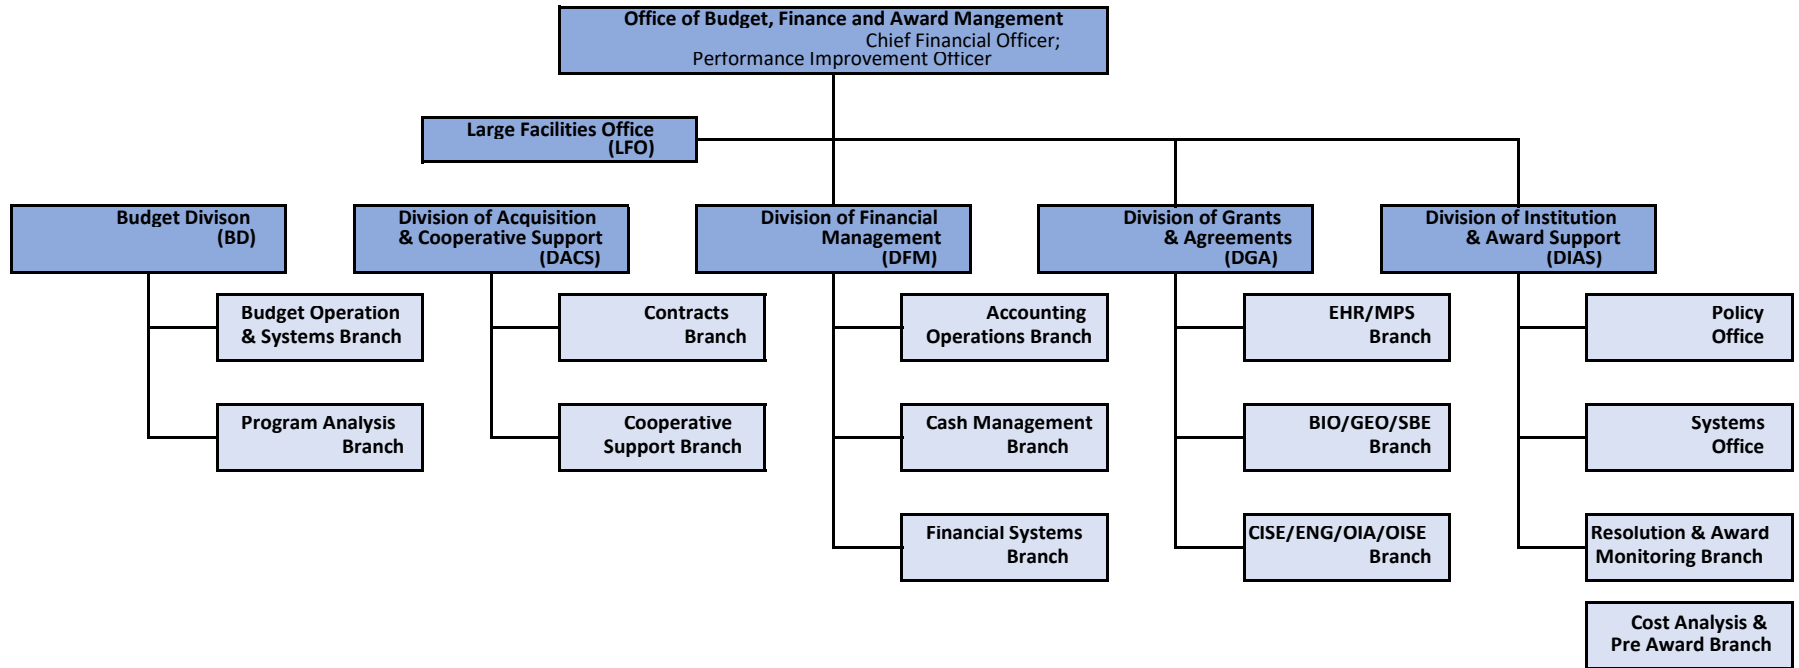 Office of Budget, Finance and Award Mangement
Chief Financial Officer;
Performance Improvement Officer
Large Facilities Office
(LFO)
Budget Divison
(BD)
Division of Acquisition
& Cooperative Support
(DACS)
Division of Financial
Management
(DFM)
Division of Grants
& Agreements
(DGA)
Division of Institution
& Award Support
(DIAS)
Budget Operation
& Systems Branch
Contracts
Branch
Accounting
Operations Branch
EHR/MPS
Branch
Policy
Office
Program Analysis
Branch
Cooperative
Support Branch
Cash Management
Branch
BIO/GEO/SBE
Branch
Systems
Office
Financial Systems
Branch
CISE/ENG/OIA/OISE
Branch
Resolution & Award
Monitoring Branch
Cost Analysis &
Pre Award Branch